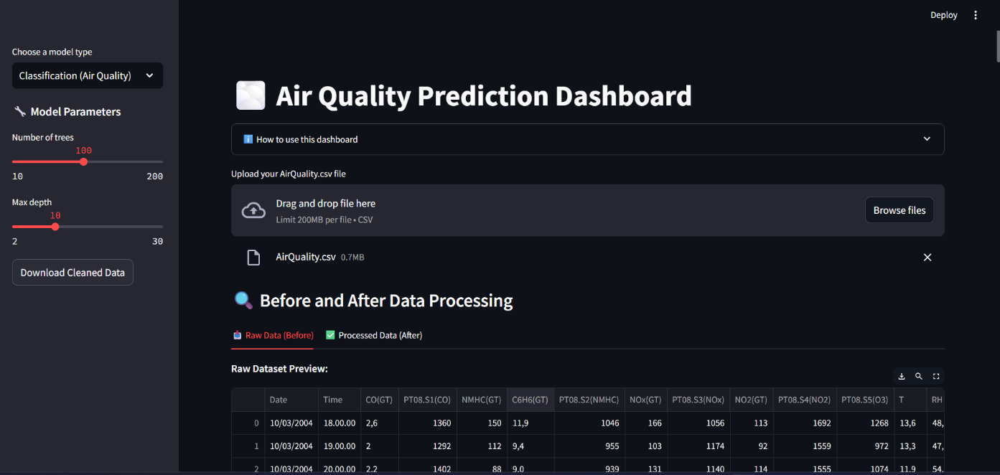 Deploy
Choose a model type
Classification (Air Quality)
Model Parameters
Number of trees
100
10 200
Max depth
10
2 30
Download Cleaned Data
Air Quality Prediction Dashboard
How to use this dashboard
Upload your AirQuality.csv file
Drag and drop file here
Limit 200MB per file • CSV
Browse files
AirQuality.csv 0.7MB
Before and After Data Processing
Raw Data (Before) Processed Data (After)
Raw Dataset Preview:
Date Time CO(GT) PT08.S1(CO) NMHC(GT) C6H6(GT) PT08.S2(NMHC) NOx(GT) PT08.S3(NOx) NO2(GT) PT08.S4(NO2) PT08.S5(O3) T RH
0 10/03/2004 18.00.00 2,6 1360 150 11,9 1046 166 1056 113 1692 1268 13,6 48,
1 10/03/2004 19.00.00 2 1292 112 9,4 955 103 1174 92 1559 972 13,3 47,
2 10/03/2004 20.00.00 2,2 1402 88 9,0 939 131 1140 114 1555 1074 11,9 54,